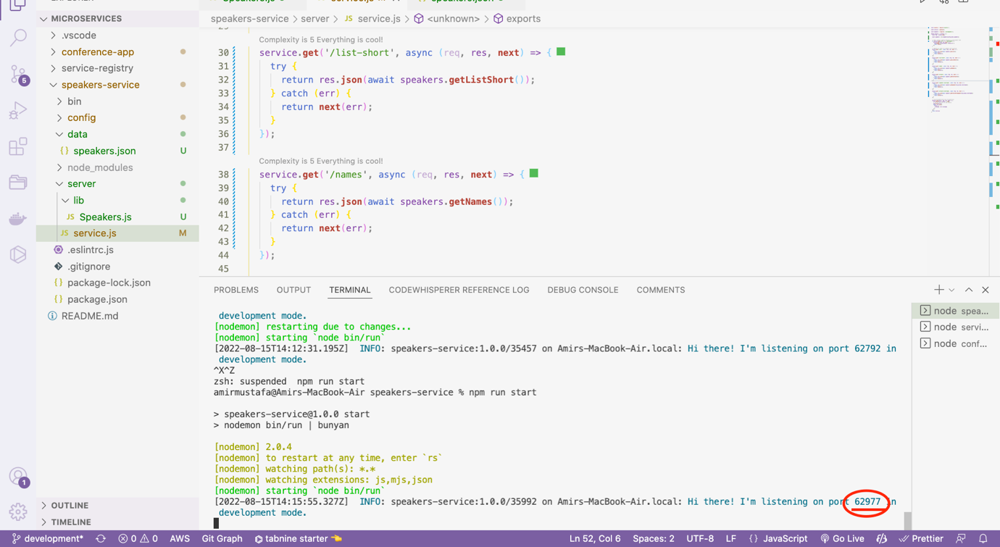 speakers-service > server > JS service.js > <unknown> > exports
MICROSERVICES
.vscode
conference-app
service-registry
speakers-service
bin
config
data
{} speakers.json U
node_modules
server
lib
JS Speakers.js U
JS service.js M
.eslintrc.js
.gitignore
{} package-lock.json
{} package.json
README.md
OUTLINE
TIMELINE
5
1
Complexity is 5 Everything is cool!
30 service.get('/list-short', async (req, res, next) => {
31 try {
32 return res.json(await speakers.getListShort());
33 } catch (err) {
34 return next(err);
35 }
36 });
37
Complexity is 5 Everything is cool!
38 service.get('/names', async (req, res, next) => {
39 try {
40 return res.json(await speakers.getNames());
41 } catch (err) {
42 return next(err);
43 }
44 });
45
PROBLEMS OUTPUT TERMINAL CODEWHISPERER REFERENCE LOG DEBUG CONSOLE COMMENTS
development mode.
[nodemon] restarting due to changes...
[nodemon] starting `node bin/run`
[2022-08-15T14:12:31.195Z]  INFO: speakers-service:1.0.0/35457 on Amirs-MacBook-Air.local: Hi there! I'm listening on port 62792 in
development mode.
^X^Z
zsh: suspended  npm run start
amirmustafa@Amirs-MacBook-Air speakers-service % npm run start
> speakers-service@1.0.0 start
> nodemon bin/run | bunyan
[nodemon] 2.0.4
[nodemon] to restart at any time, enter `rs`
[nodemon] watching path(s): *.*
[nodemon] watching extensions: js,mjs,json
[nodemon] starting `node bin/run`
[2022-08-15T14:15:55.327Z]  INFO: speakers-service:1.0.0/35992 on Amirs-MacBook-Air.local: Hi there! I'm listening on port 62977 in
development mode.
node spea...
node servi...
node conf...
development* 0 0 AWS Git Graph tabnine starter Ln 52, Col 6 Spaces: 2 UTF-8 LF {} JavaScript Go Live Prettier